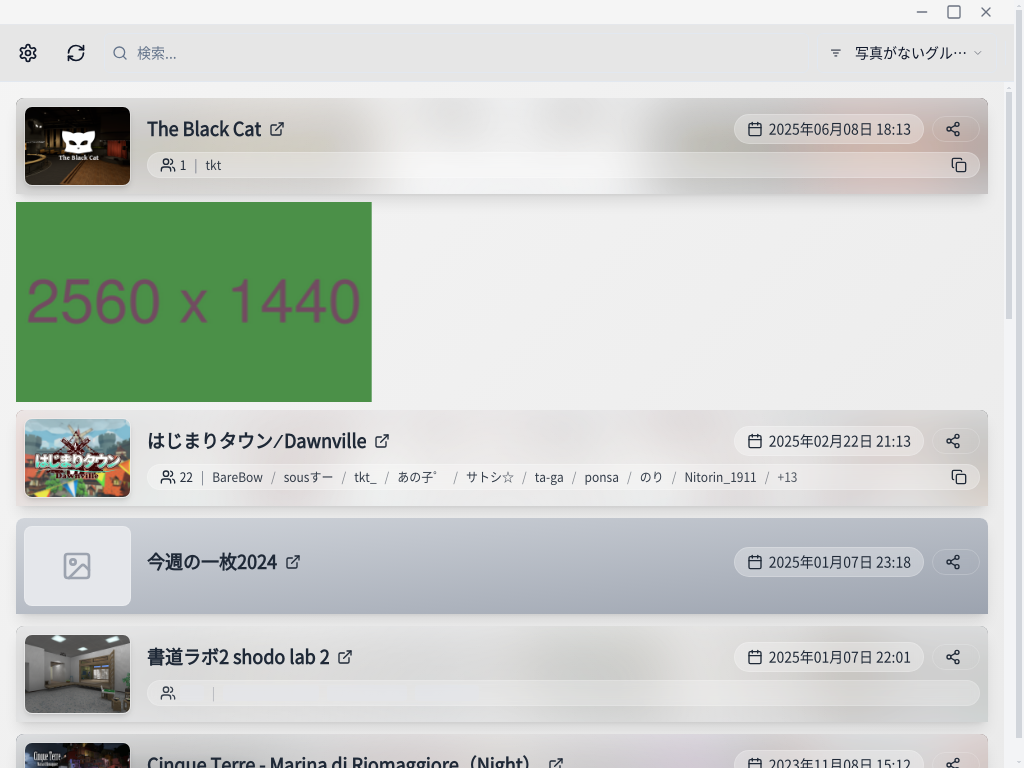 検索...
写真がないグル…
The Black Cat
The Black Cat
2025年06月08日 18:13
1 | tkt
2560 x 1440
はじまりタウン
はじまりタウン⁄Dawnville
2025年02月22日 21:13
22 | BareBow / sousすー / tkt_ / あの子゜ / サトシ☆ / ta-ga / ponsa / のり / Nitorin_1911 / +13
今週の一枚2024
2025年01月07日 23:18
書道ラボ2 shodo lab 2
2025年01月07日 22:01
|
Cinque Terre
Cinque Terre - Marina di Riomaggiore（Night）
2023年11月08日 15:12